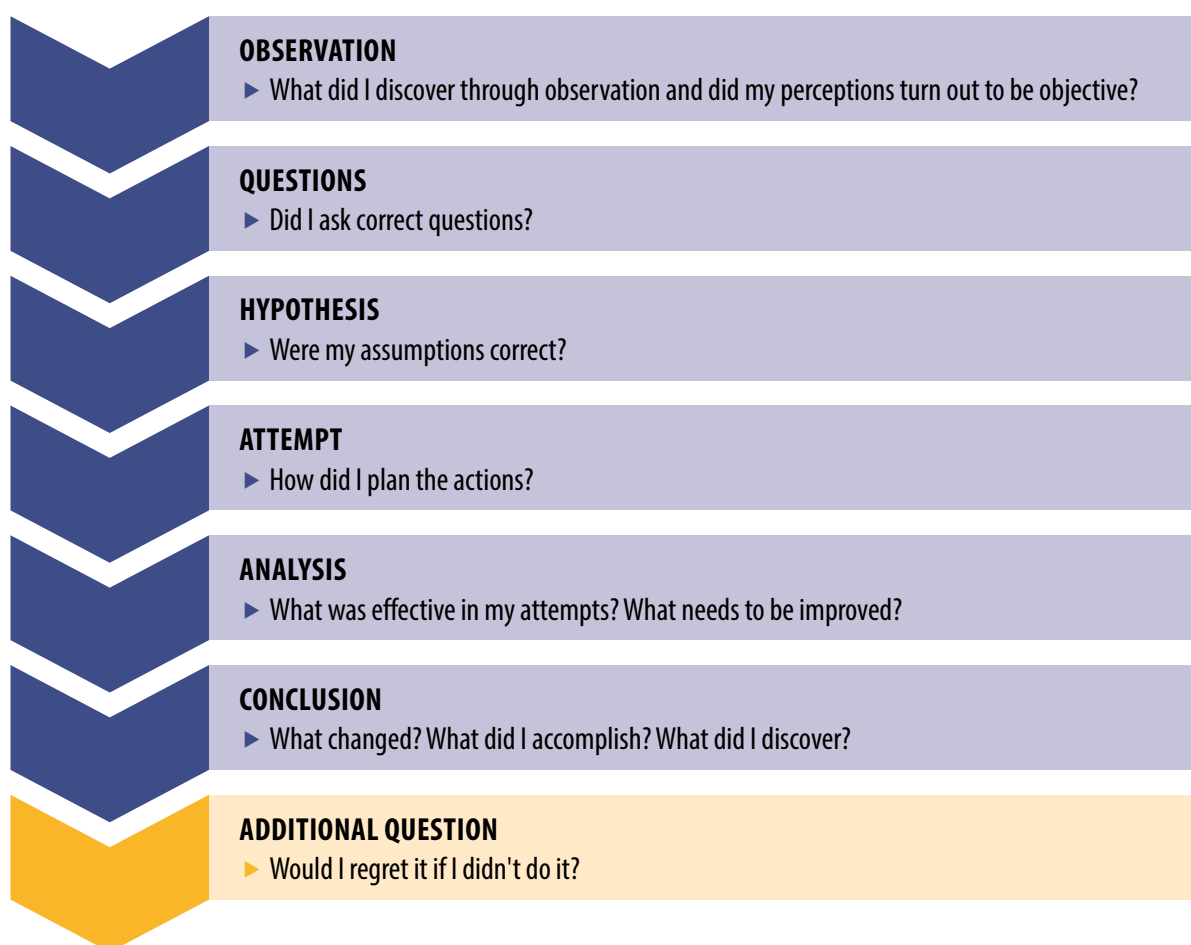 OBSERVATION
▶ What did I discover through observation and did my perceptions turn out to be objective?
QUESTIONS
▶ Did I ask correct questions?
HYPOTHESIS
▶ Were my assumptions correct?
ATTEMPT
▶ How did I plan the actions?
ANALYSIS
▶ What was effective in my attempts? What needs to be improved?
CONCLUSION
▶ What changed? What did I accomplish? What did I discover?
ADDITIONAL QUESTION
▶ Would I regret it if I didn't do it?